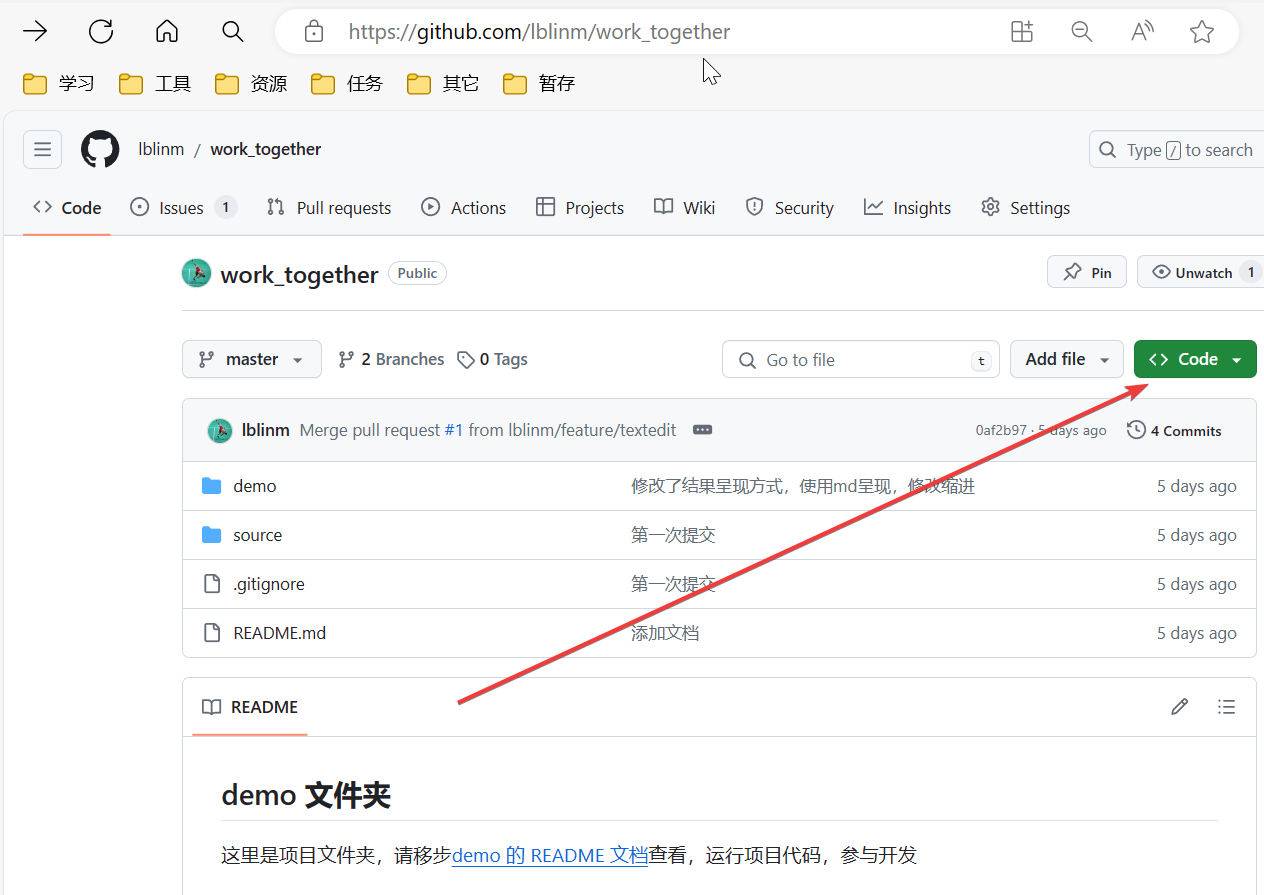 https://github.com/lblinm/work_together
学习 工具 资源 任务 其它 暂存
lblinm / work_together Type / to search
Code Issues 1 Pull requests Actions Projects Wiki Security Insights Settings
work_together Public Pin Unwatch 1
master 2 Branches 0 Tags Go to file t Add file Code
lblinm Merge pull request #1 from lblinm/feature/textedit 0af2b97 · 5 days ago 4 Commits
demo 修改了结果呈现方式，使用md呈现，修改缩进 5 days ago
source 第一次提交 5 days ago
.gitignore 第一次提交 5 days ago
README.md 添加文档 5 days ago
README
demo 文件夹
这里是项目文件夹，请移步demo 的 README 文档查看，运行项目代码，参与开发